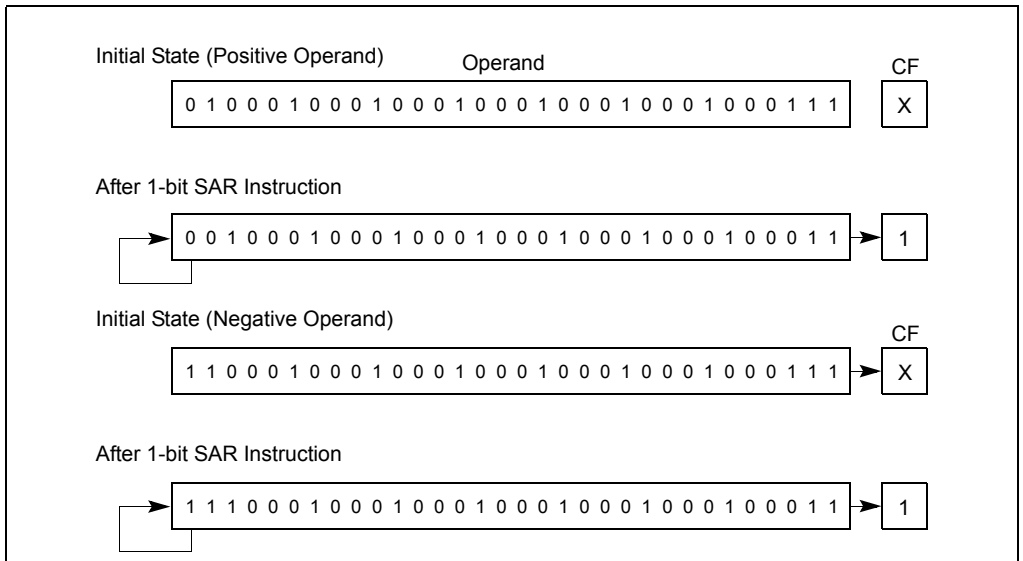 Initial State (Positive Operand)
Operand
CF
0 1 0 0 0 1 0 0 0 1 0 0 0 1 0 0 0 1 0 0 0 1 0 0 0 1 0 0 0 1 1 1
X
After 1-bit SAR Instruction
0 0 1 0 0 0 1 0 0 0 1 0 0 0 1 0 0 0 1 0 0 0 1 0 0 0 1 0 0 0 1 1
1
Initial State (Negative Operand)
CF
1 1 0 0 0 1 0 0 0 1 0 0 0 1 0 0 0 1 0 0 0 1 0 0 0 1 0 0 0 1 1 1
X
After 1-bit SAR Instruction
1 1 1 0 0 0 1 0 0 0 1 0 0 0 1 0 0 0 1 0 0 0 1 0 0 0 1 0 0 0 1 1
1